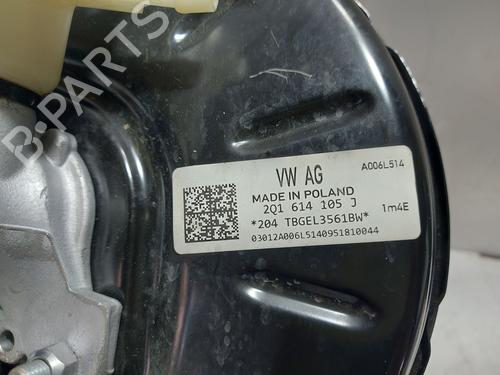 B-PARTS
VW AG
A006L514
MADE IN POLAND
2Q1 614 105 J
1m4E
*204 TBGEL3561BW*
03012A006L5140951810044